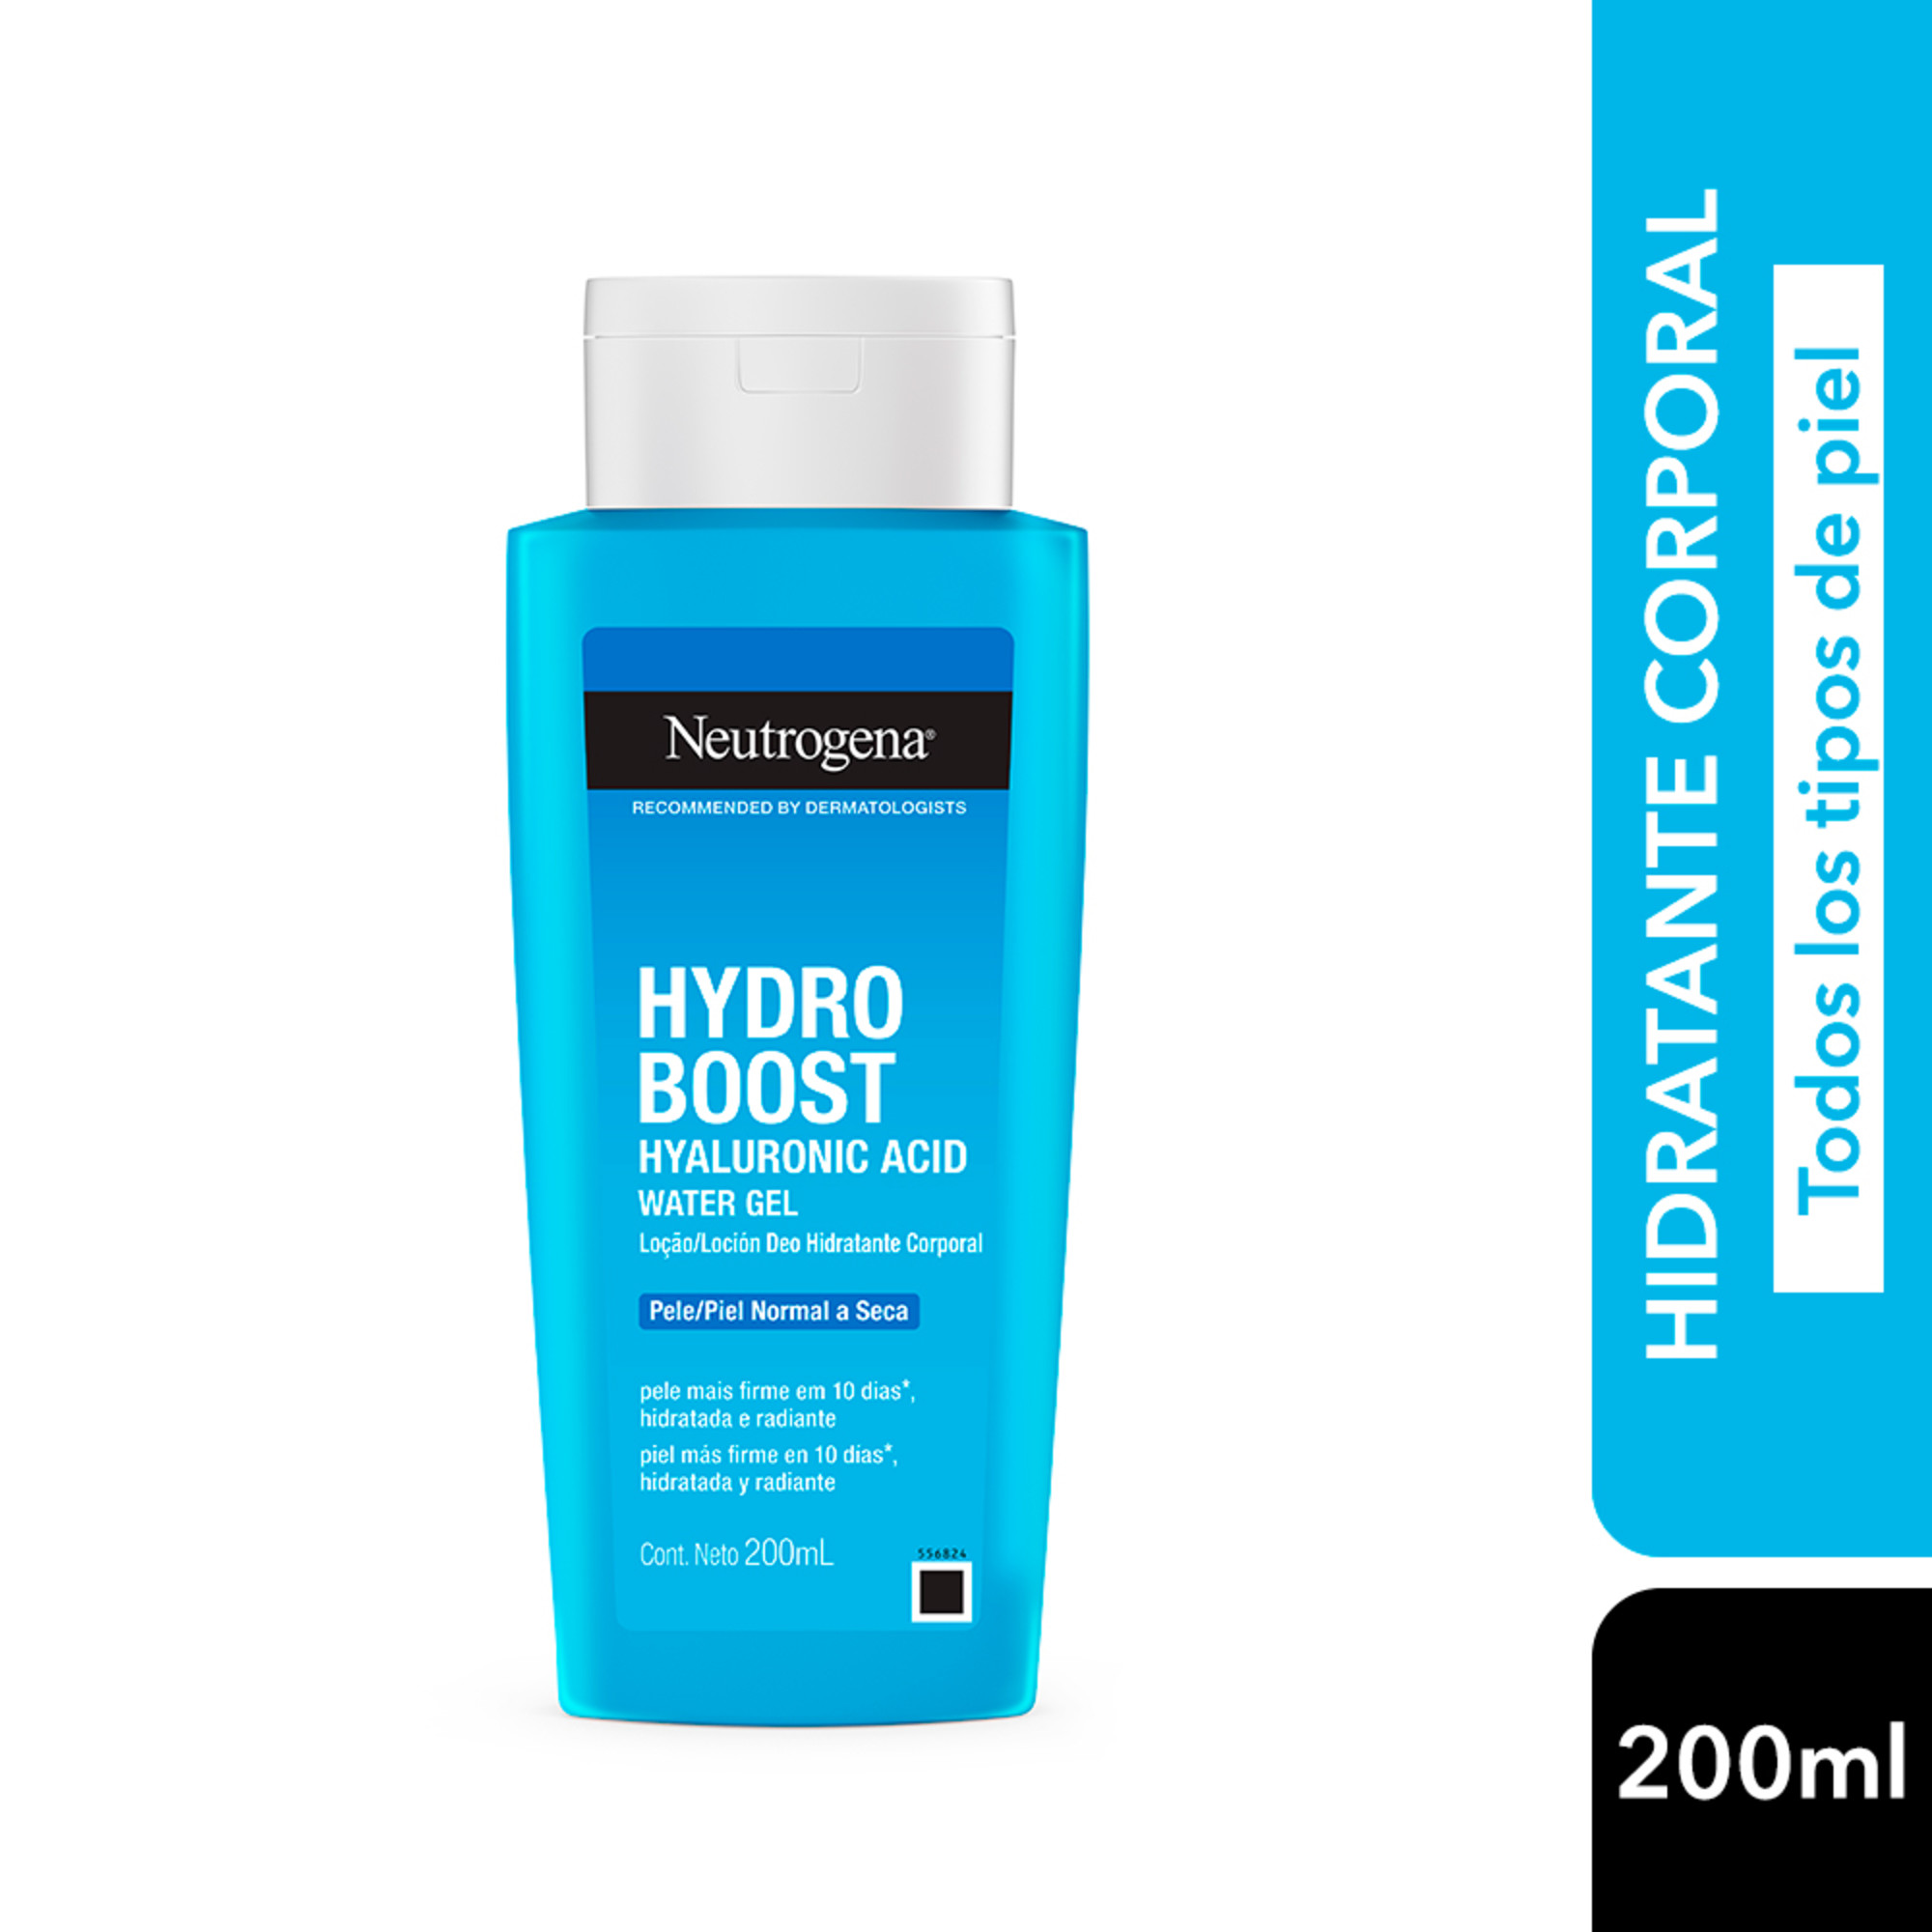 Neutrogena®
RECOMMENDED BY DERMATOLOGISTS
HYDRO
BOOST
HYALURONIC ACID
WATER GEL
Loção/Loción Deo Hidratante Corporal
Pele/Piel Normal a Seca
pele mais firme em 10 dias*,
hidratada e radiante
piel más firme en 10 días*,
hidratada y radiante
Cont. Neto 200mL
556824
HIDRATANTE CORPORAL
Todos los tipos de piel
200ml